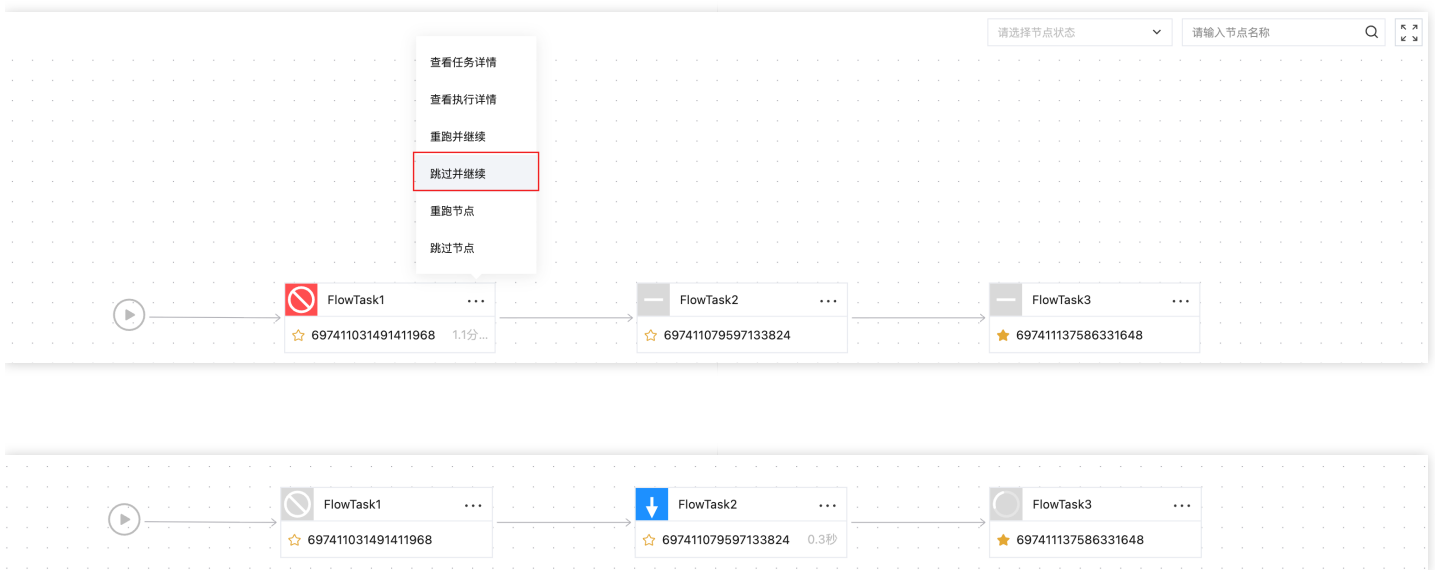 请选择节点状态
请输入节点名称
查看任务详情
查看执行详情
重跑并继续
跳过并继续
重跑节点
跳过节点
FlowTask1
697411031491411968 1.1分...
FlowTask2
697411079597133824
FlowTask3
697411137586331648
FlowTask1
697411031491411968
FlowTask2
697411079597133824 0.3秒
FlowTask3
697411137586331648